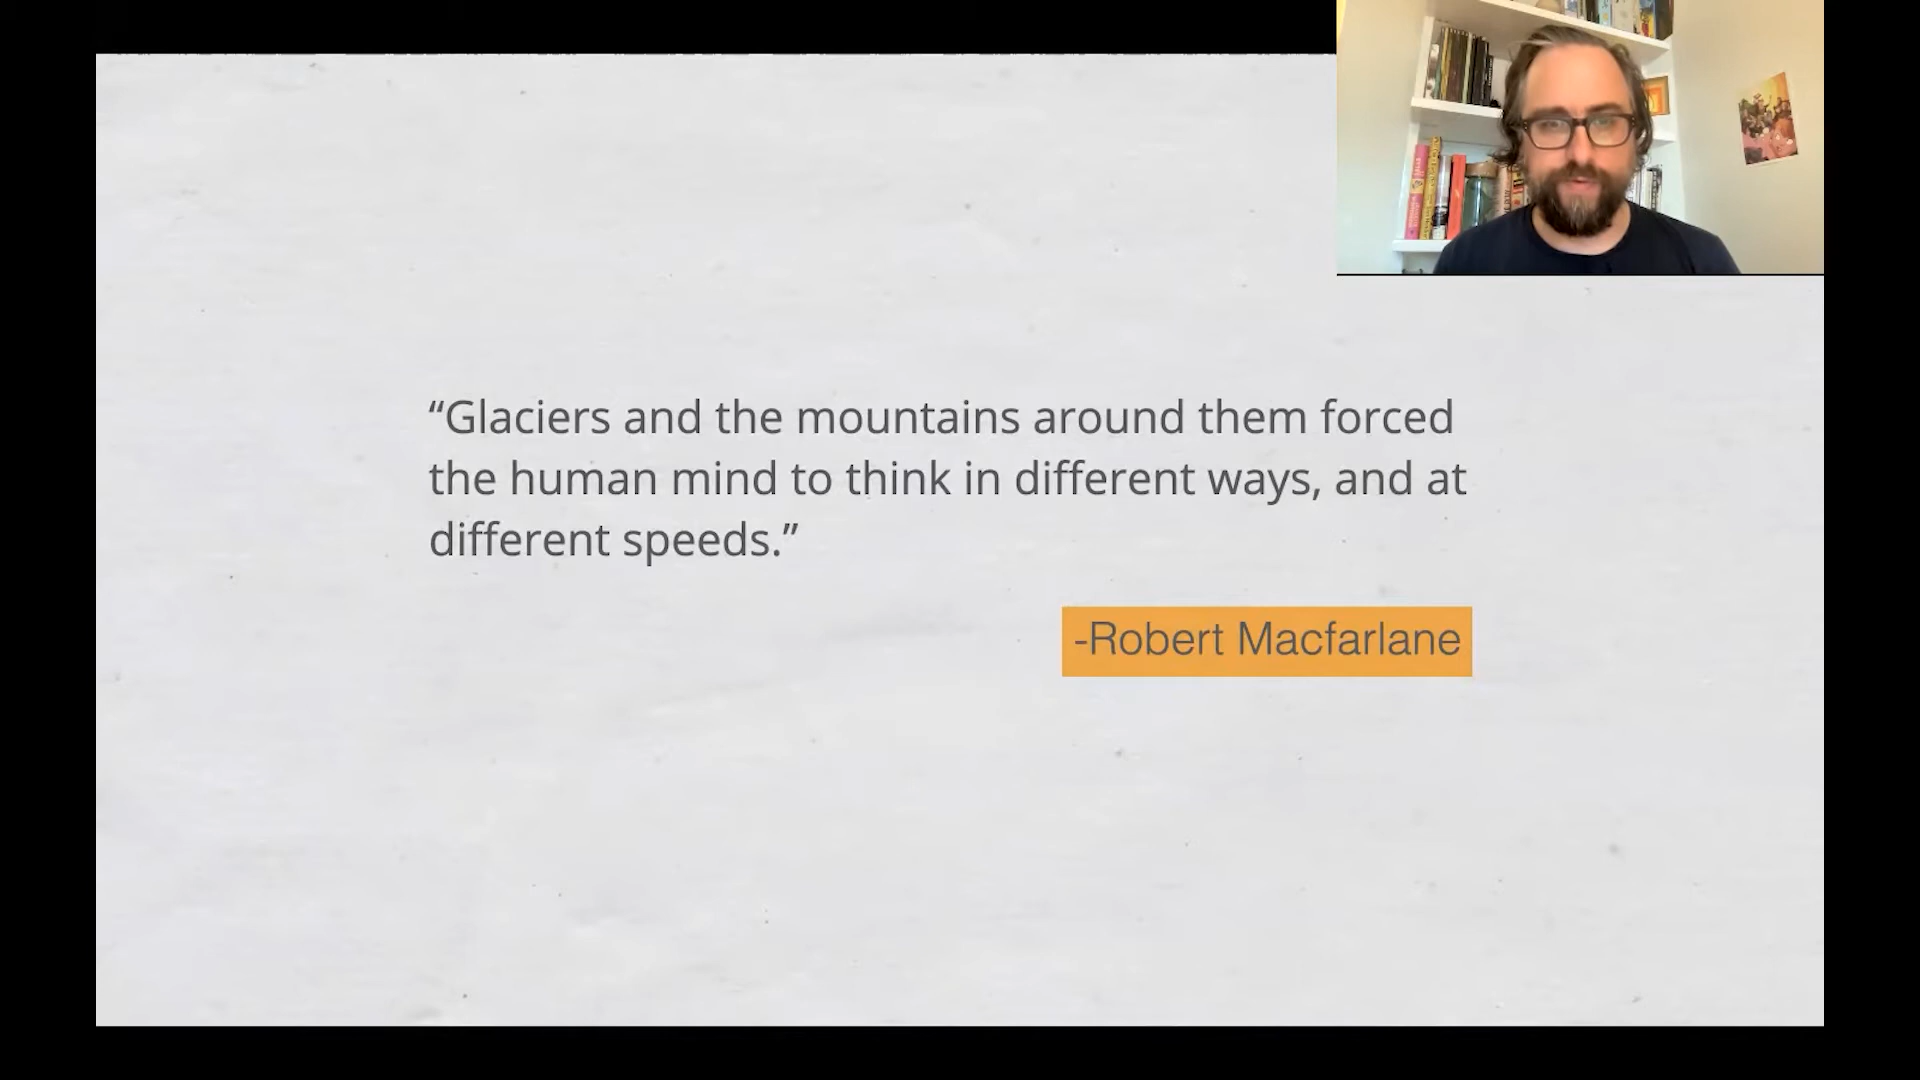 “Glaciers and the mountains around them forced
the human mind to think in different ways, and at
different speeds.”
-Robert Macfarlane